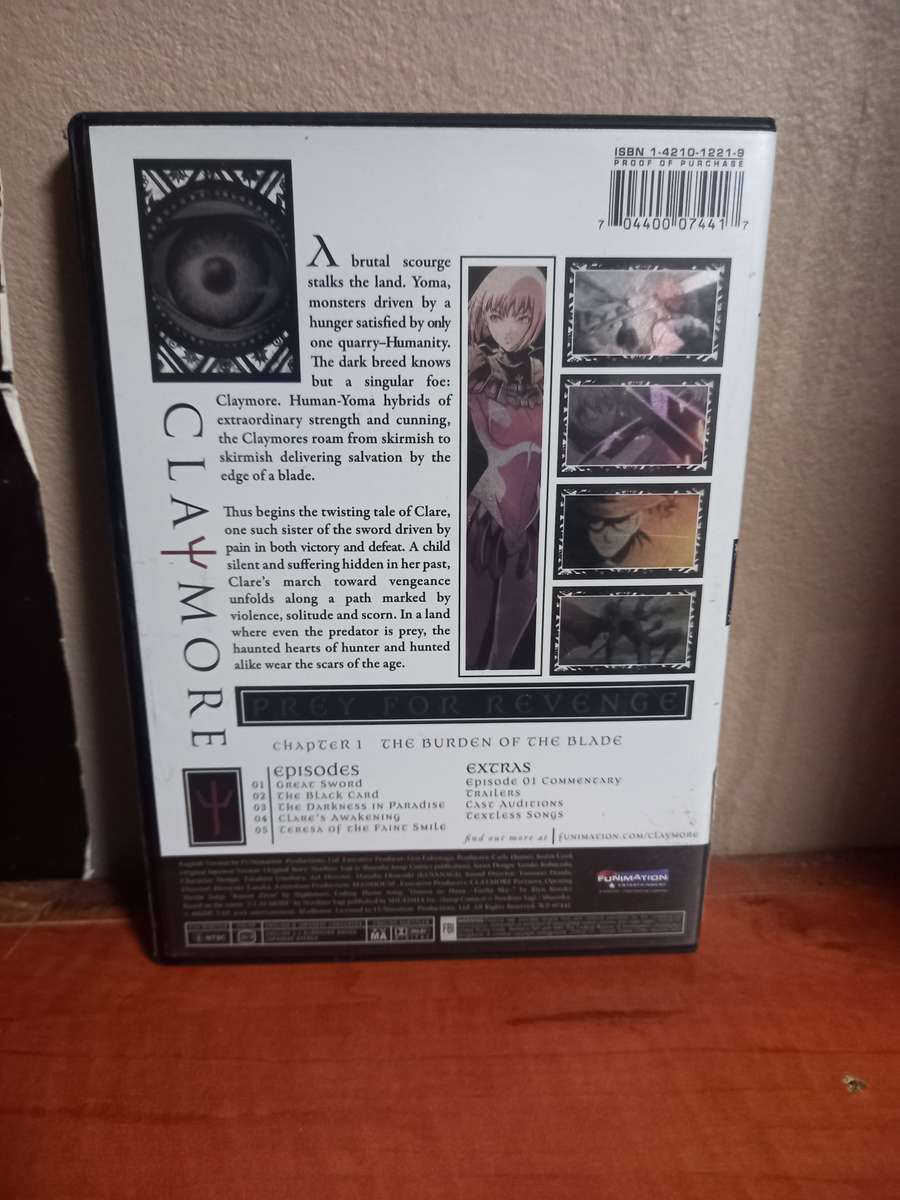 ISBN 1-4210-1221-9
PROOF OF PURCHASE
7 04400 07441 7
A brutal scourge
stalks the land. Yoma,
monsters driven by a
hunger satisfied by only
one quarry–Humanity.
The dark breed knows
but a singular foe:
Claymore. Human-Yoma hybrids of
extraordinary strength and cunning,
the Claymores roam from skirmish to
skirmish delivering salvation by the
edge of a blade.
Thus begins the twisting tale of Clare,
one such sister of the sword driven by
pain in both victory and defeat. A child
silent and suffering hidden in her past,
Clare's march toward vengeance
unfolds along a path marked by
violence, solitude and scorn. In a land
where even the predator is prey, the
haunted hearts of hunter and hunted
alike wear the scars of the age.
CLAYMORE
PREY FOR REVENGE
CHAPTER 1 THE BURDEN OF THE BLADE
EPISODES
01 GREAT SWORD
02 THE BLACK CARD
03 THE DARKNESS IN PARADISE
04 CLARE'S AWAKENING
05 TERESA OF THE FAINT SMILE
EXTRAS
EPISODE 01 COMMENTARY
TRAILERS
CAST AUDITIONS
TEXTLESS SONGS
find out more at FUNIMATION.COM/CLAYMORE
FUNIMATION
ENTERTAINMENT
NTSC
MA
FBI